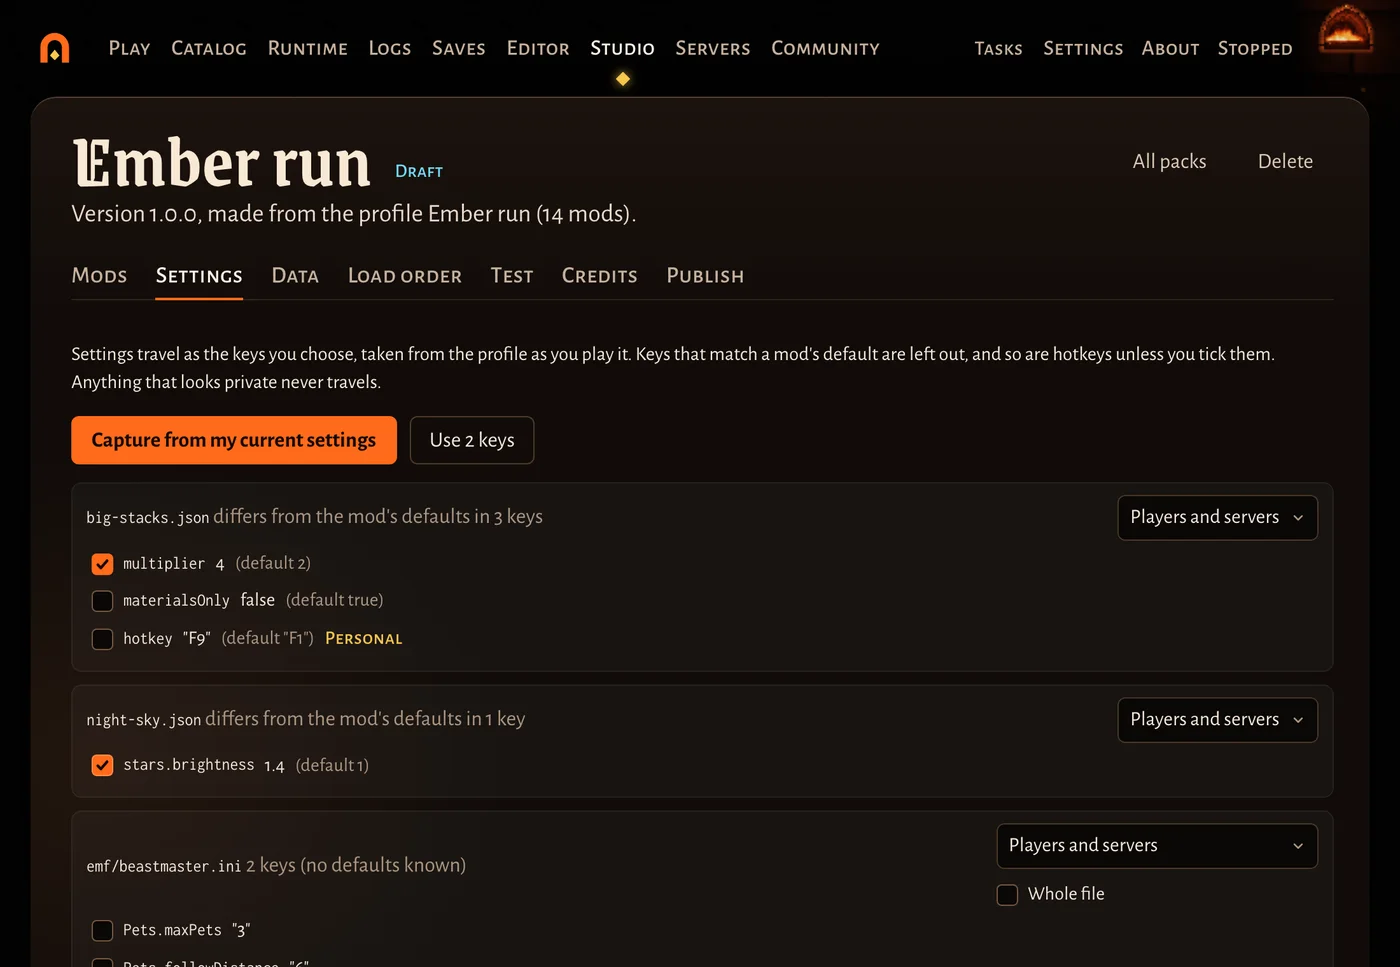 Play Catalog Runtime Logs Saves Editor Studio Servers Community Tasks Settings About Stopped
Ember run Draft All packs Delete
Version 1.0.0, made from the profile Ember run (14 mods).
Mods Settings Data Load order Test Credits Publish
Settings travel as the keys you choose, taken from the profile as you play it. Keys that match a mod's default are left out, and so are hotkeys unless you tick them.
Anything that looks private never travels.
Capture from my current settings Use 2 keys
big-stacks.json differs from the mod's defaults in 3 keys Players and servers
multiplier 4 (default 2)
materialsOnly false (default true)
hotkey "F9" (default "F1") Personal
night-sky.json differs from the mod's defaults in 1 key Players and servers
stars.brightness 1.4 (default 1)
Players and servers
emf/beastmaster.ini 2 keys (no defaults known)
Whole file
Pets.maxPets "3"
Pets.followDistance "6"